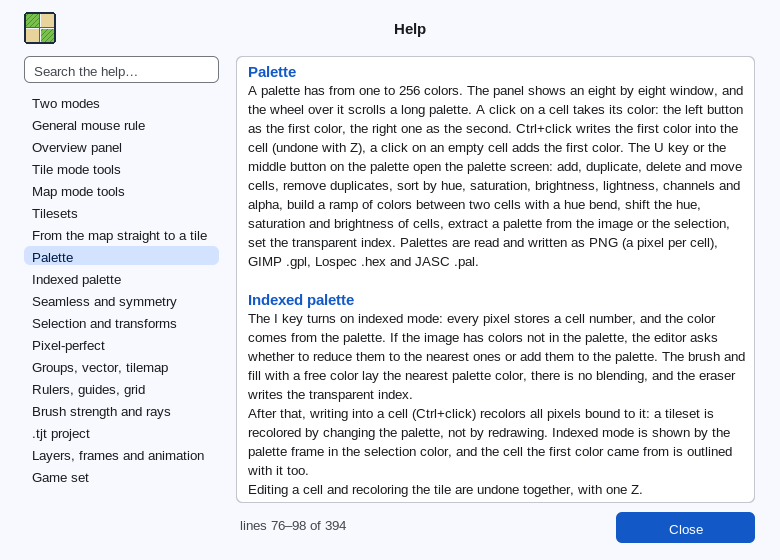 Help
Search the help…
Two modes
General mouse rule
Overview panel
Tile mode tools
Map mode tools
Tilesets
From the map straight to a tile
Palette
Indexed palette
Seamless and symmetry
Selection and transforms
Pixel-perfect
Groups, vector, tilemap
Rulers, guides, grid
Brush strength and rays
.tjt project
Layers, frames and animation
Game set
Palette
A palette has from one to 256 colors. The panel shows an eight by eight window, and
the wheel over it scrolls a long palette. A click on a cell takes its color: the left button
as the first color, the right one as the second. Ctrl+click writes the first color into the
cell (undone with Z), a click on an empty cell adds the first color. The U key or the
middle button on the palette open the palette screen: add, duplicate, delete and move
cells, remove duplicates, sort by hue, saturation, brightness, lightness, channels and
alpha, build a ramp of colors between two cells with a hue bend, shift the hue,
saturation and brightness of cells, extract a palette from the image or the selection,
set the transparent index. Palettes are read and written as PNG (a pixel per cell),
GIMP .gpl, Lospec .hex and JASC .pal.
Indexed palette
The I key turns on indexed mode: every pixel stores a cell number, and the color
comes from the palette. If the image has colors not in the palette, the editor asks
whether to reduce them to the nearest ones or add them to the palette. The brush and
fill with a free color lay the nearest palette color, there is no blending, and the eraser
writes the transparent index.
After that, writing into a cell (Ctrl+click) recolors all pixels bound to it: a tileset is
recolored by changing the palette, not by redrawing. Indexed mode is shown by the
palette frame in the selection color, and the cell the first color came from is outlined
with it too.
Editing a cell and recoloring the tile are undone together, with one Z.
lines 76–98 of 394
Close